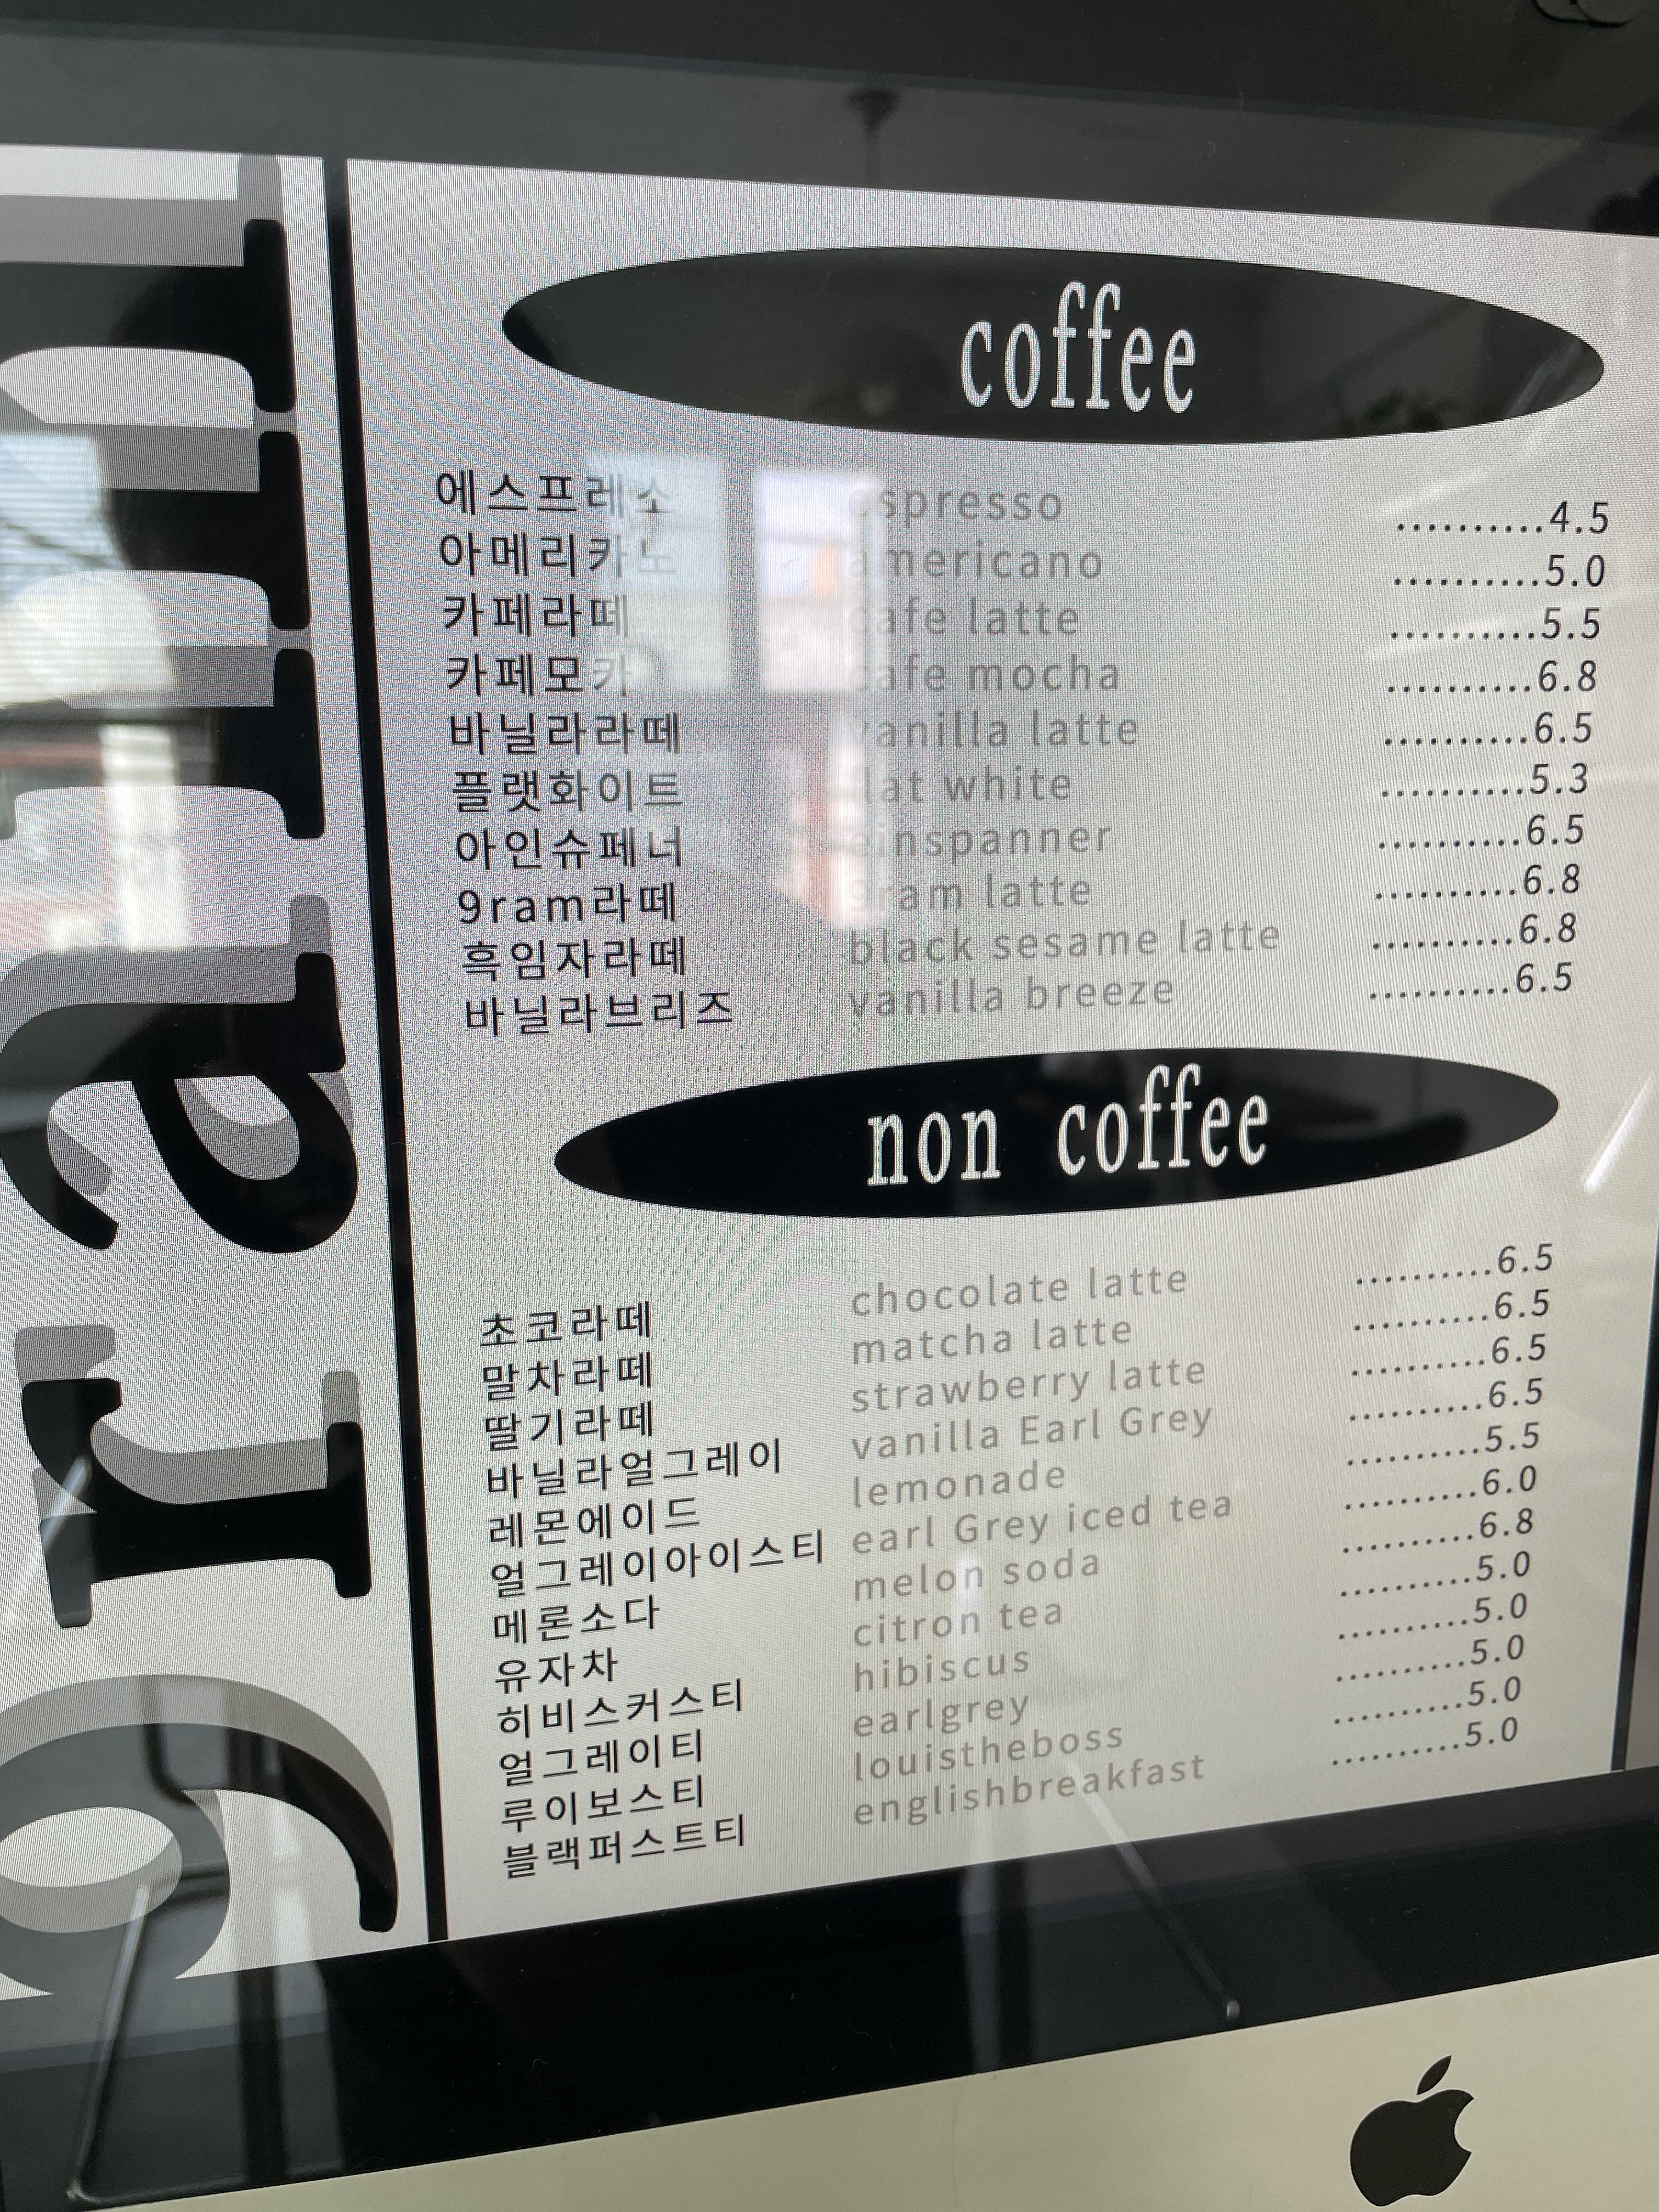 9ram
coffee
에스프레소 espresso ..........4.5
아메리카노 americano ..........5.0
카페라떼 cafe latte ..........5.5
카페모카 cafe mocha ..........6.8
바닐라라떼 vanilla latte ..........6.5
플랫화이트 flat white ..........5.3
아인슈페너 einspanner ..........6.5
9ram라떼 9ram latte ..........6.8
흑임자라떼 black sesame latte ..........6.8
바닐라브리즈 vanilla breeze ..........6.5
non coffee
초코라떼 chocolate latte ..........6.5
말차라떼 matcha latte ..........6.5
딸기라떼 strawberry latte ..........6.5
바닐라얼그레이 vanilla Earl Grey ..........6.5
레몬에이드 lemonade ..........5.5
얼그레이아이스티 earl Grey iced tea ..........6.0
메론소다 melon soda ..........6.8
유자차 citron tea ..........5.0
히비스커스티 hibiscus ..........5.0
얼그레이티 earlgrey ..........5.0
루이보스티 louistheboss ..........5.0
블랙퍼스트티 englishbreakfast ..........5.0